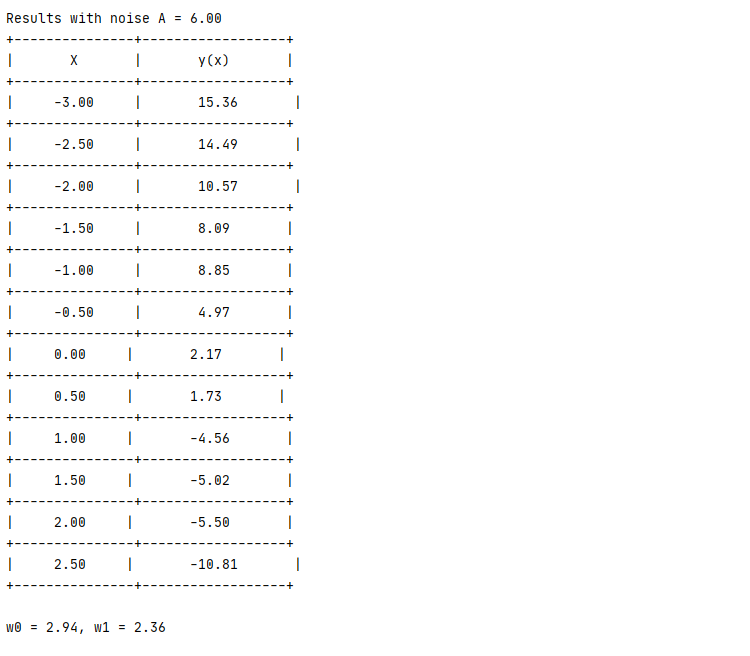 Results with noise A = 6.00
+---------------+------------------+
|       X       |       y(x)       |
+---------------+------------------+
|     -3.00     |       15.36       |
+---------------+------------------+
|     -2.50     |       14.49       |
+---------------+------------------+
|     -2.00     |       10.57       |
+---------------+------------------+
|     -1.50     |       8.09       |
+---------------+------------------+
|     -1.00     |       8.85       |
+---------------+------------------+
|     -0.50     |       4.97       |
+---------------+------------------+
|     0.00     |       2.17       |
+---------------+------------------+
|     0.50     |       1.73       |
+---------------+------------------+
|     1.00     |       -4.56       |
+---------------+------------------+
|     1.50     |       -5.02       |
+---------------+------------------+
|     2.00     |       -5.50       |
+---------------+------------------+
|     2.50     |       -10.81       |
+---------------+------------------+
w0 = 2.94, w1 = 2.36